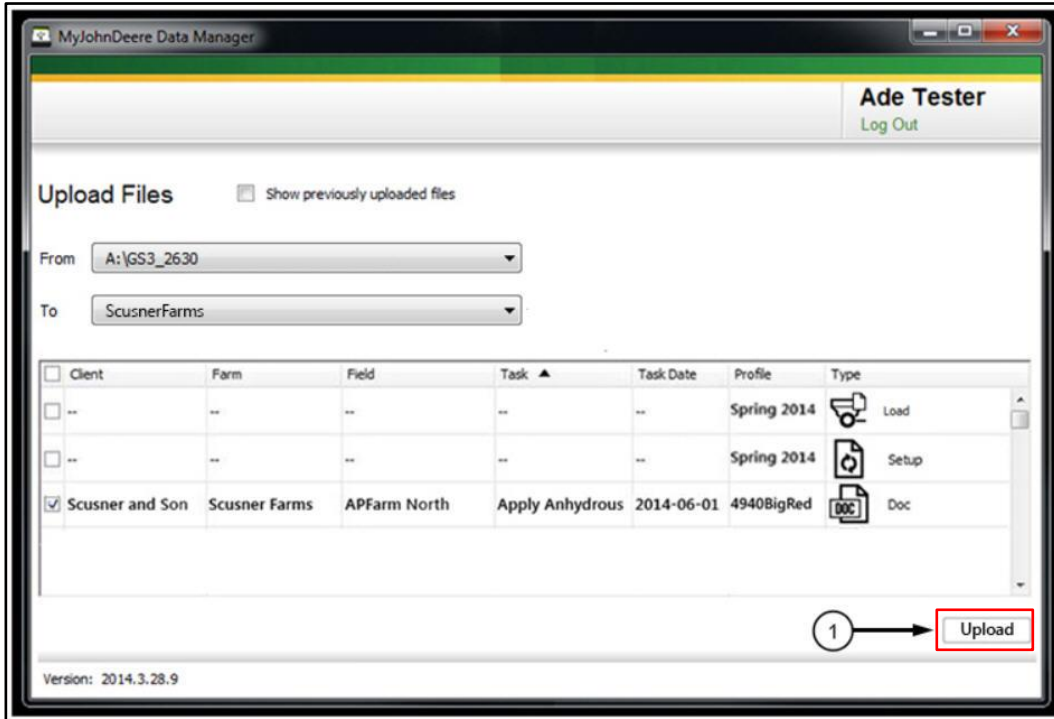 MyJohnDeere Data Manager
Ade Tester
Log Out
Upload Files Show previously uploaded files
From A:\GS3_2630
To ScusnerFarms
Client Farm Field Task ▲ Task Date Profile Type
-- -- -- -- -- Spring 2014 Load
-- -- -- -- -- Spring 2014 Setup
Scusner and Son Scusner Farms APFarm North Apply Anhydrous 2014-06-01 4940BigRed DOC Doc
1 Upload
Version: 2014.3.28.9